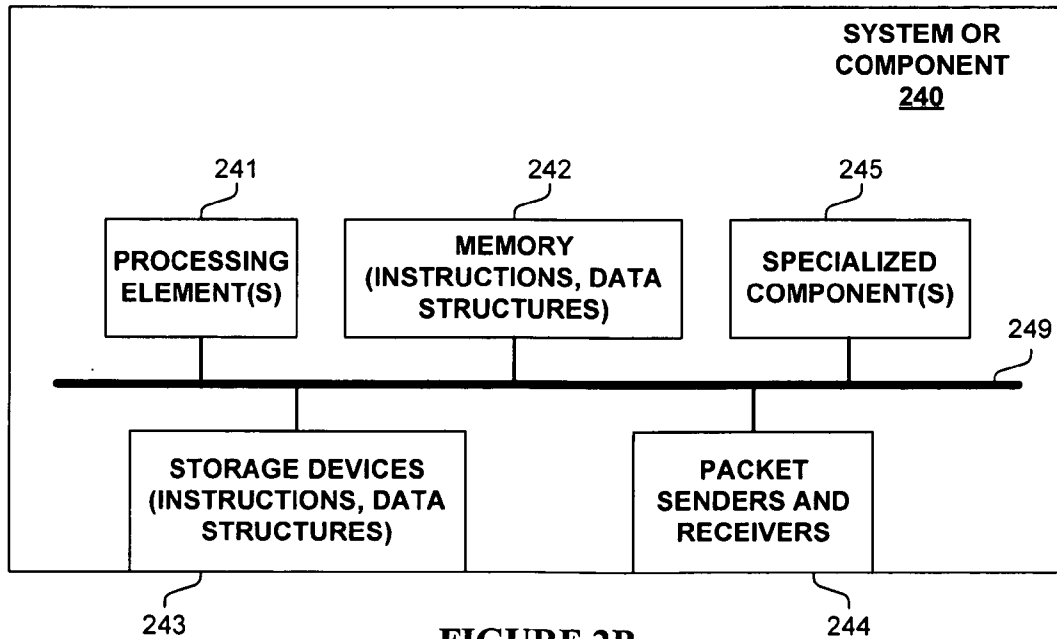 SYSTEM OR
COMPONENT
240
241
242
245
PROCESSING
ELEMENT(S)
MEMORY
(INSTRUCTIONS, DATA
STRUCTURES)
SPECIALIZED
COMPONENT(S)
249
STORAGE DEVICES
(INSTRUCTIONS, DATA
STRUCTURES)
PACKET
SENDERS AND
RECEIVERS
243
244